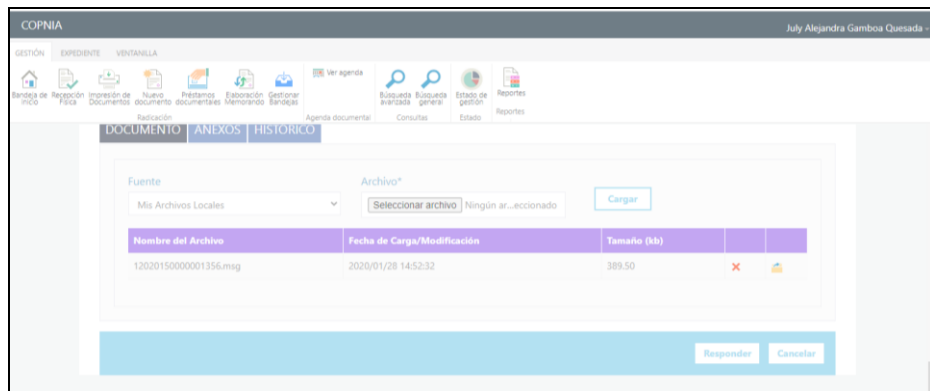 COPNIA
July Alejandra Gamboa Quesada -
GESTIÓN EXPEDIENTE VENTANILLA
Bandeja de inicio
Recepción Física
Impresión de Documentos
Nuevo documento
Préstamos documentales
Elaboración Memorando
Gestionar Bandejas
Ver agenda
Búsqueda avanzada
Búsqueda general
Estado de gestión
Reportes
Radicación
Agenda documental
Consultas
Estado
Reportes
DOCUMENTO ANEXOS HISTORICO
Fuente Archivo*
Mis Archivos Locales Seleccionar archivo Ningún ar...eccionado Cargar
Nombre del Archivo Fecha de Carga/Modificación Tamaño (kb)
12020150000001356.msg 2020/01/28 14:52:32 389.50
Responder Cancelar